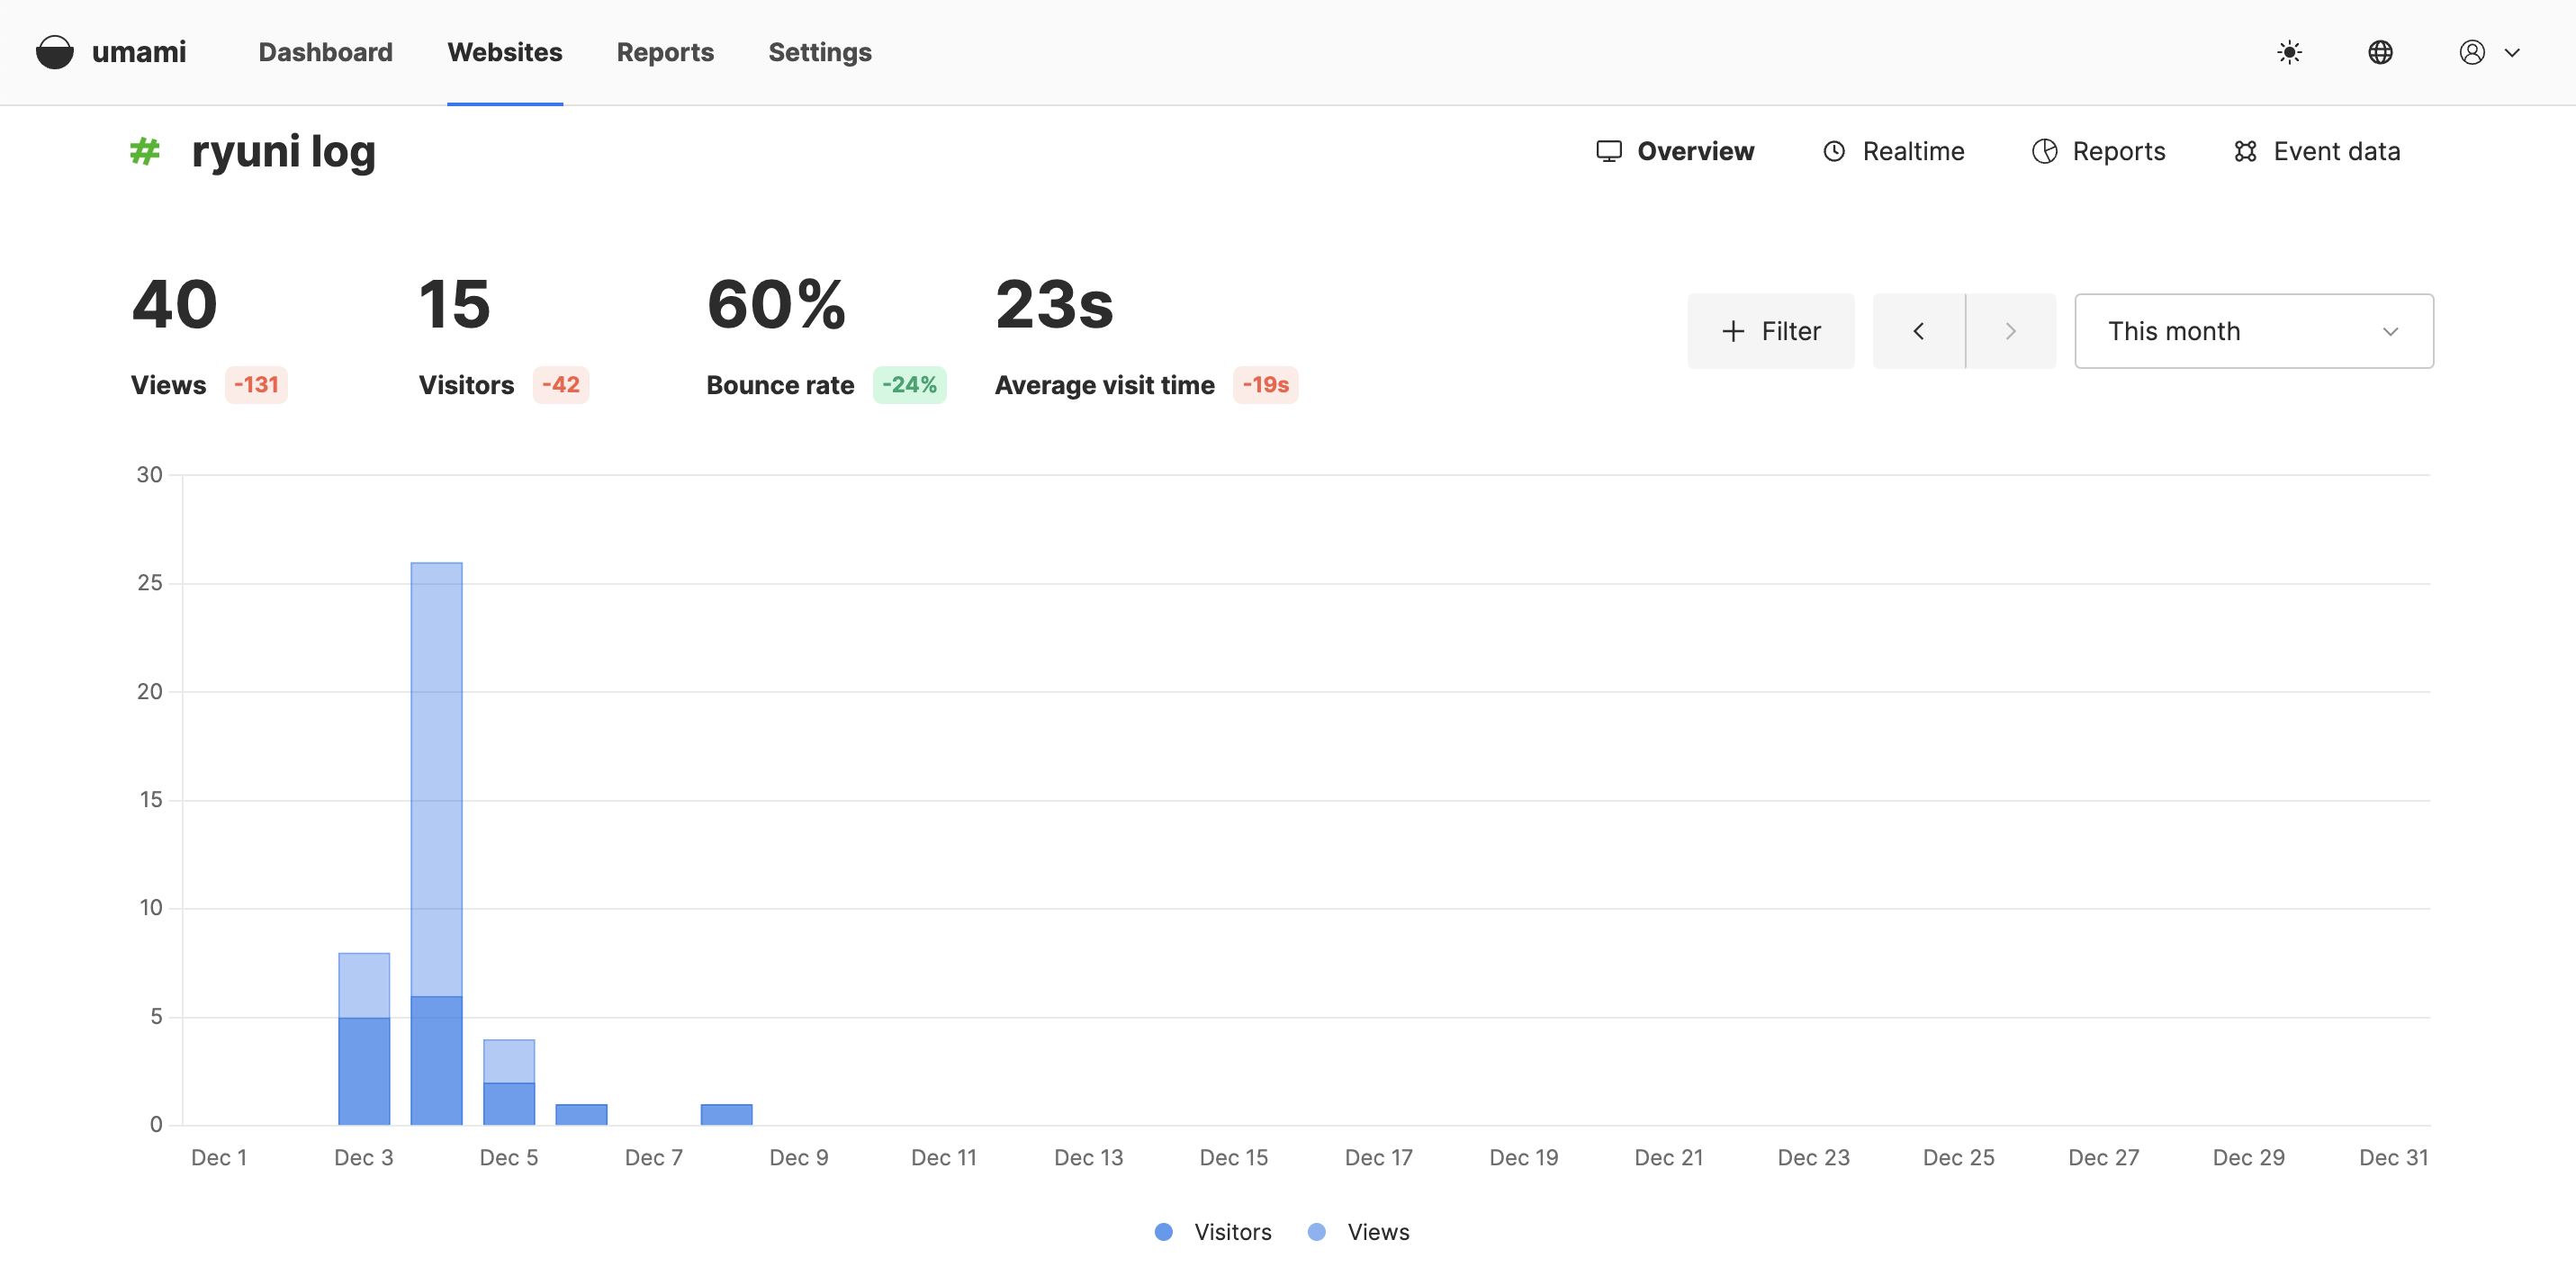 umami Dashboard Websites Reports Settings
ryuni log Overview Realtime Reports Event data
40 15 60% 23s
+ Filter This month
Views -131 Visitors -42 Bounce rate -24% Average visit time -19s
30
25
20
15
10
5
0
Dec 1 Dec 3 Dec 5 Dec 7 Dec 9 Dec 11 Dec 13 Dec 15 Dec 17 Dec 19 Dec 21 Dec 23 Dec 25 Dec 27 Dec 29 Dec 31
Visitors Views